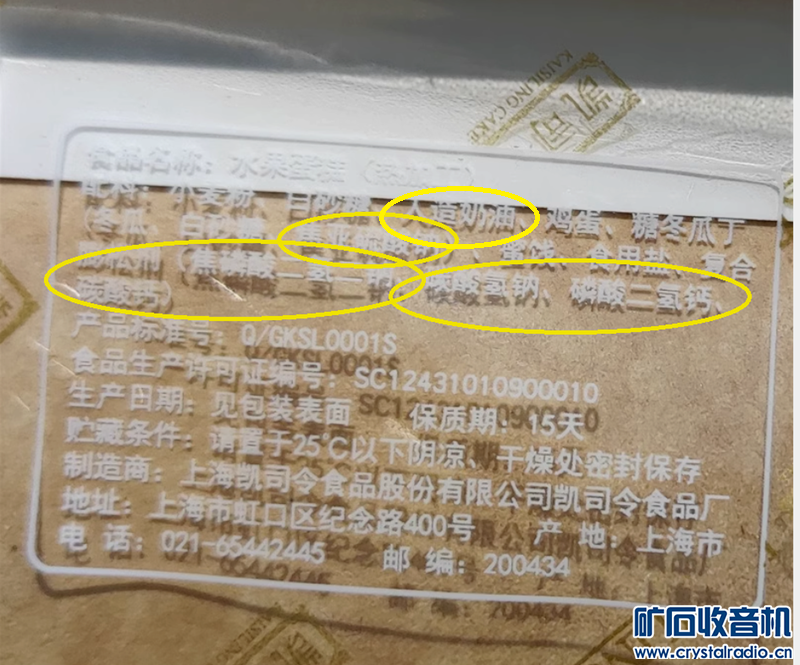 KAISILING CAKE
凯司
食品名称：水果蛋糕
配料：小麦粉、白砂糖、人造奶油、鸡蛋、糖冬瓜丁
（冬瓜、白砂糖、焦亚硫酸钠）、蜜饯、食用盐、复合
膨松剂（焦磷酸二氢二钠、碳酸氢钠、磷酸二氢钙、
碳酸钙）
产品标准号：Q/GKSL0001S
食品生产许可证编号：SC12431010900010
生产日期：见包装表面 保质期：15天
贮藏条件：请置于25℃以下阴凉、干燥处密封保存
制造商：上海凯司令食品股份有限公司凯司令食品厂
地址：上海市虹口区纪念路400号 产地：上海市
电话：021-65442445 邮编：200434
矿石收音机
www.crystalradio.cn